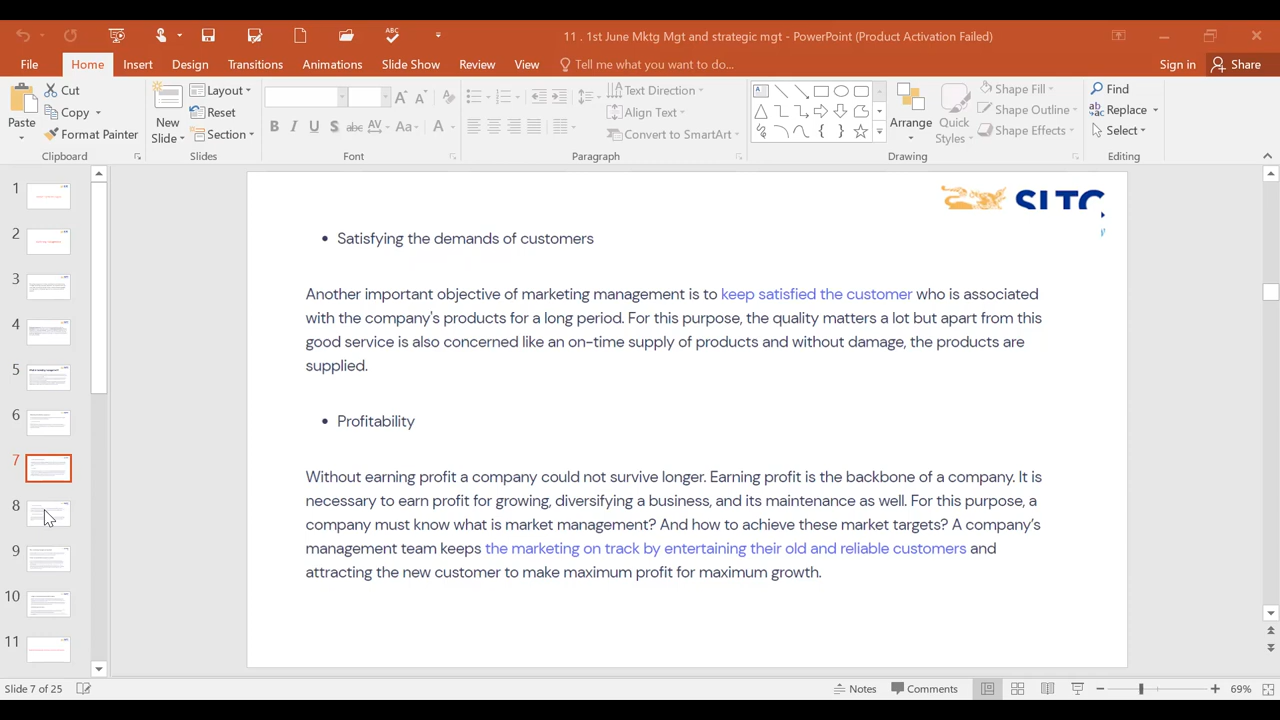 11 . 1st June Mktg Mgt and strategic mgt - PowerPoint (Product Activation Failed)
File Home Insert Design Transitions Animations Slide Show Review View Tell me what you want to do... Sign in Share
Paste
Cut
Copy
Format Painter
Clipboard
New Slide
Layout
Reset
Section
Slides
B I U S abc AV Aa A
Font
Text Direction
Align Text
Convert to SmartArt
Paragraph
Arrange
Quick Styles
Shape Fill
Shape Outline
Shape Effects
Drawing
Find
Replace
Select
Editing
1
2
3
4
5
6
7
8
9
10
11
SLTC
• Satisfying the demands of customers
Another important objective of marketing management is to keep satisfied the customer who is associated
with the company's products for a long period. For this purpose, the quality matters a lot but apart from this
good service is also concerned like an on-time supply of products and without damage, the products are
supplied.
• Profitability
Without earning profit a company could not survive longer. Earning profit is the backbone of a company. It is
necessary to earn profit for growing, diversifying a business, and its maintenance as well. For this purpose, a
company must know what is market management? And how to achieve these market targets? A company's
management team keeps the marketing on track by entertaining their old and reliable customers and
attracting the new customer to make maximum profit for maximum growth.
Slide 7 of 25 Notes Comments 69%